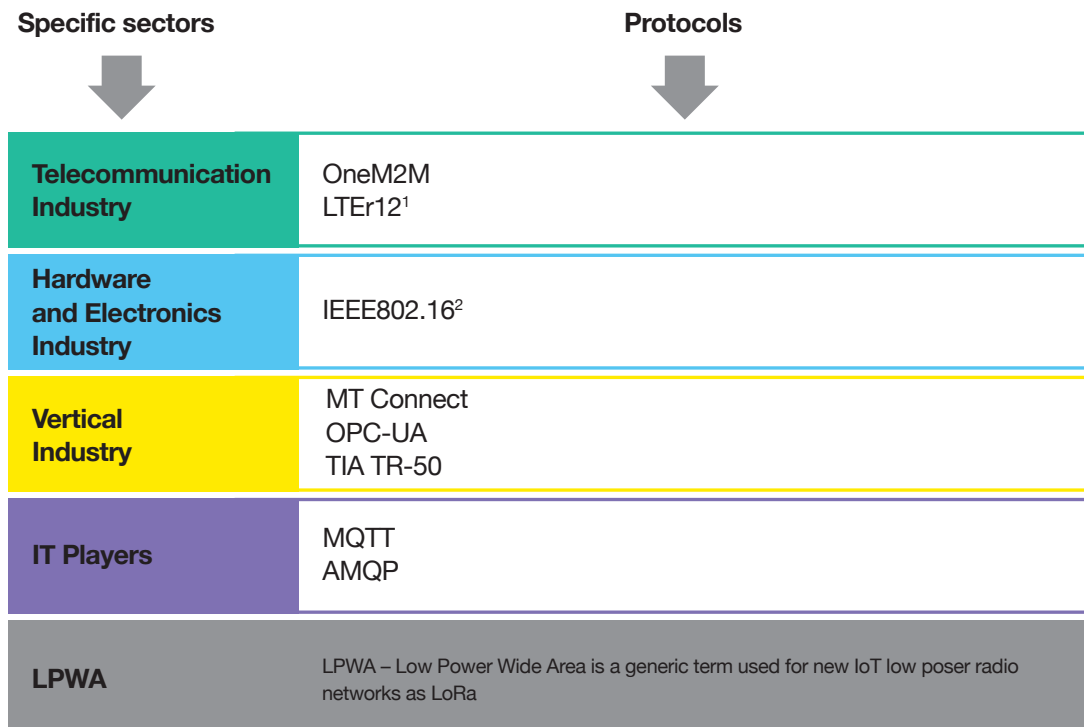 Specific sectors
Protocols
Telecommunication
Industry
OneM2M
LTEr12¹
Hardware
and Electronics
Industry
IEEE802.16²
Vertical
Industry
MT Connect
OPC-UA
TIA TR-50
IT Players
MQTT
AMQP
LPWA
LPWA – Low Power Wide Area is a generic term used for new IoT low poser radio
networks as LoRa